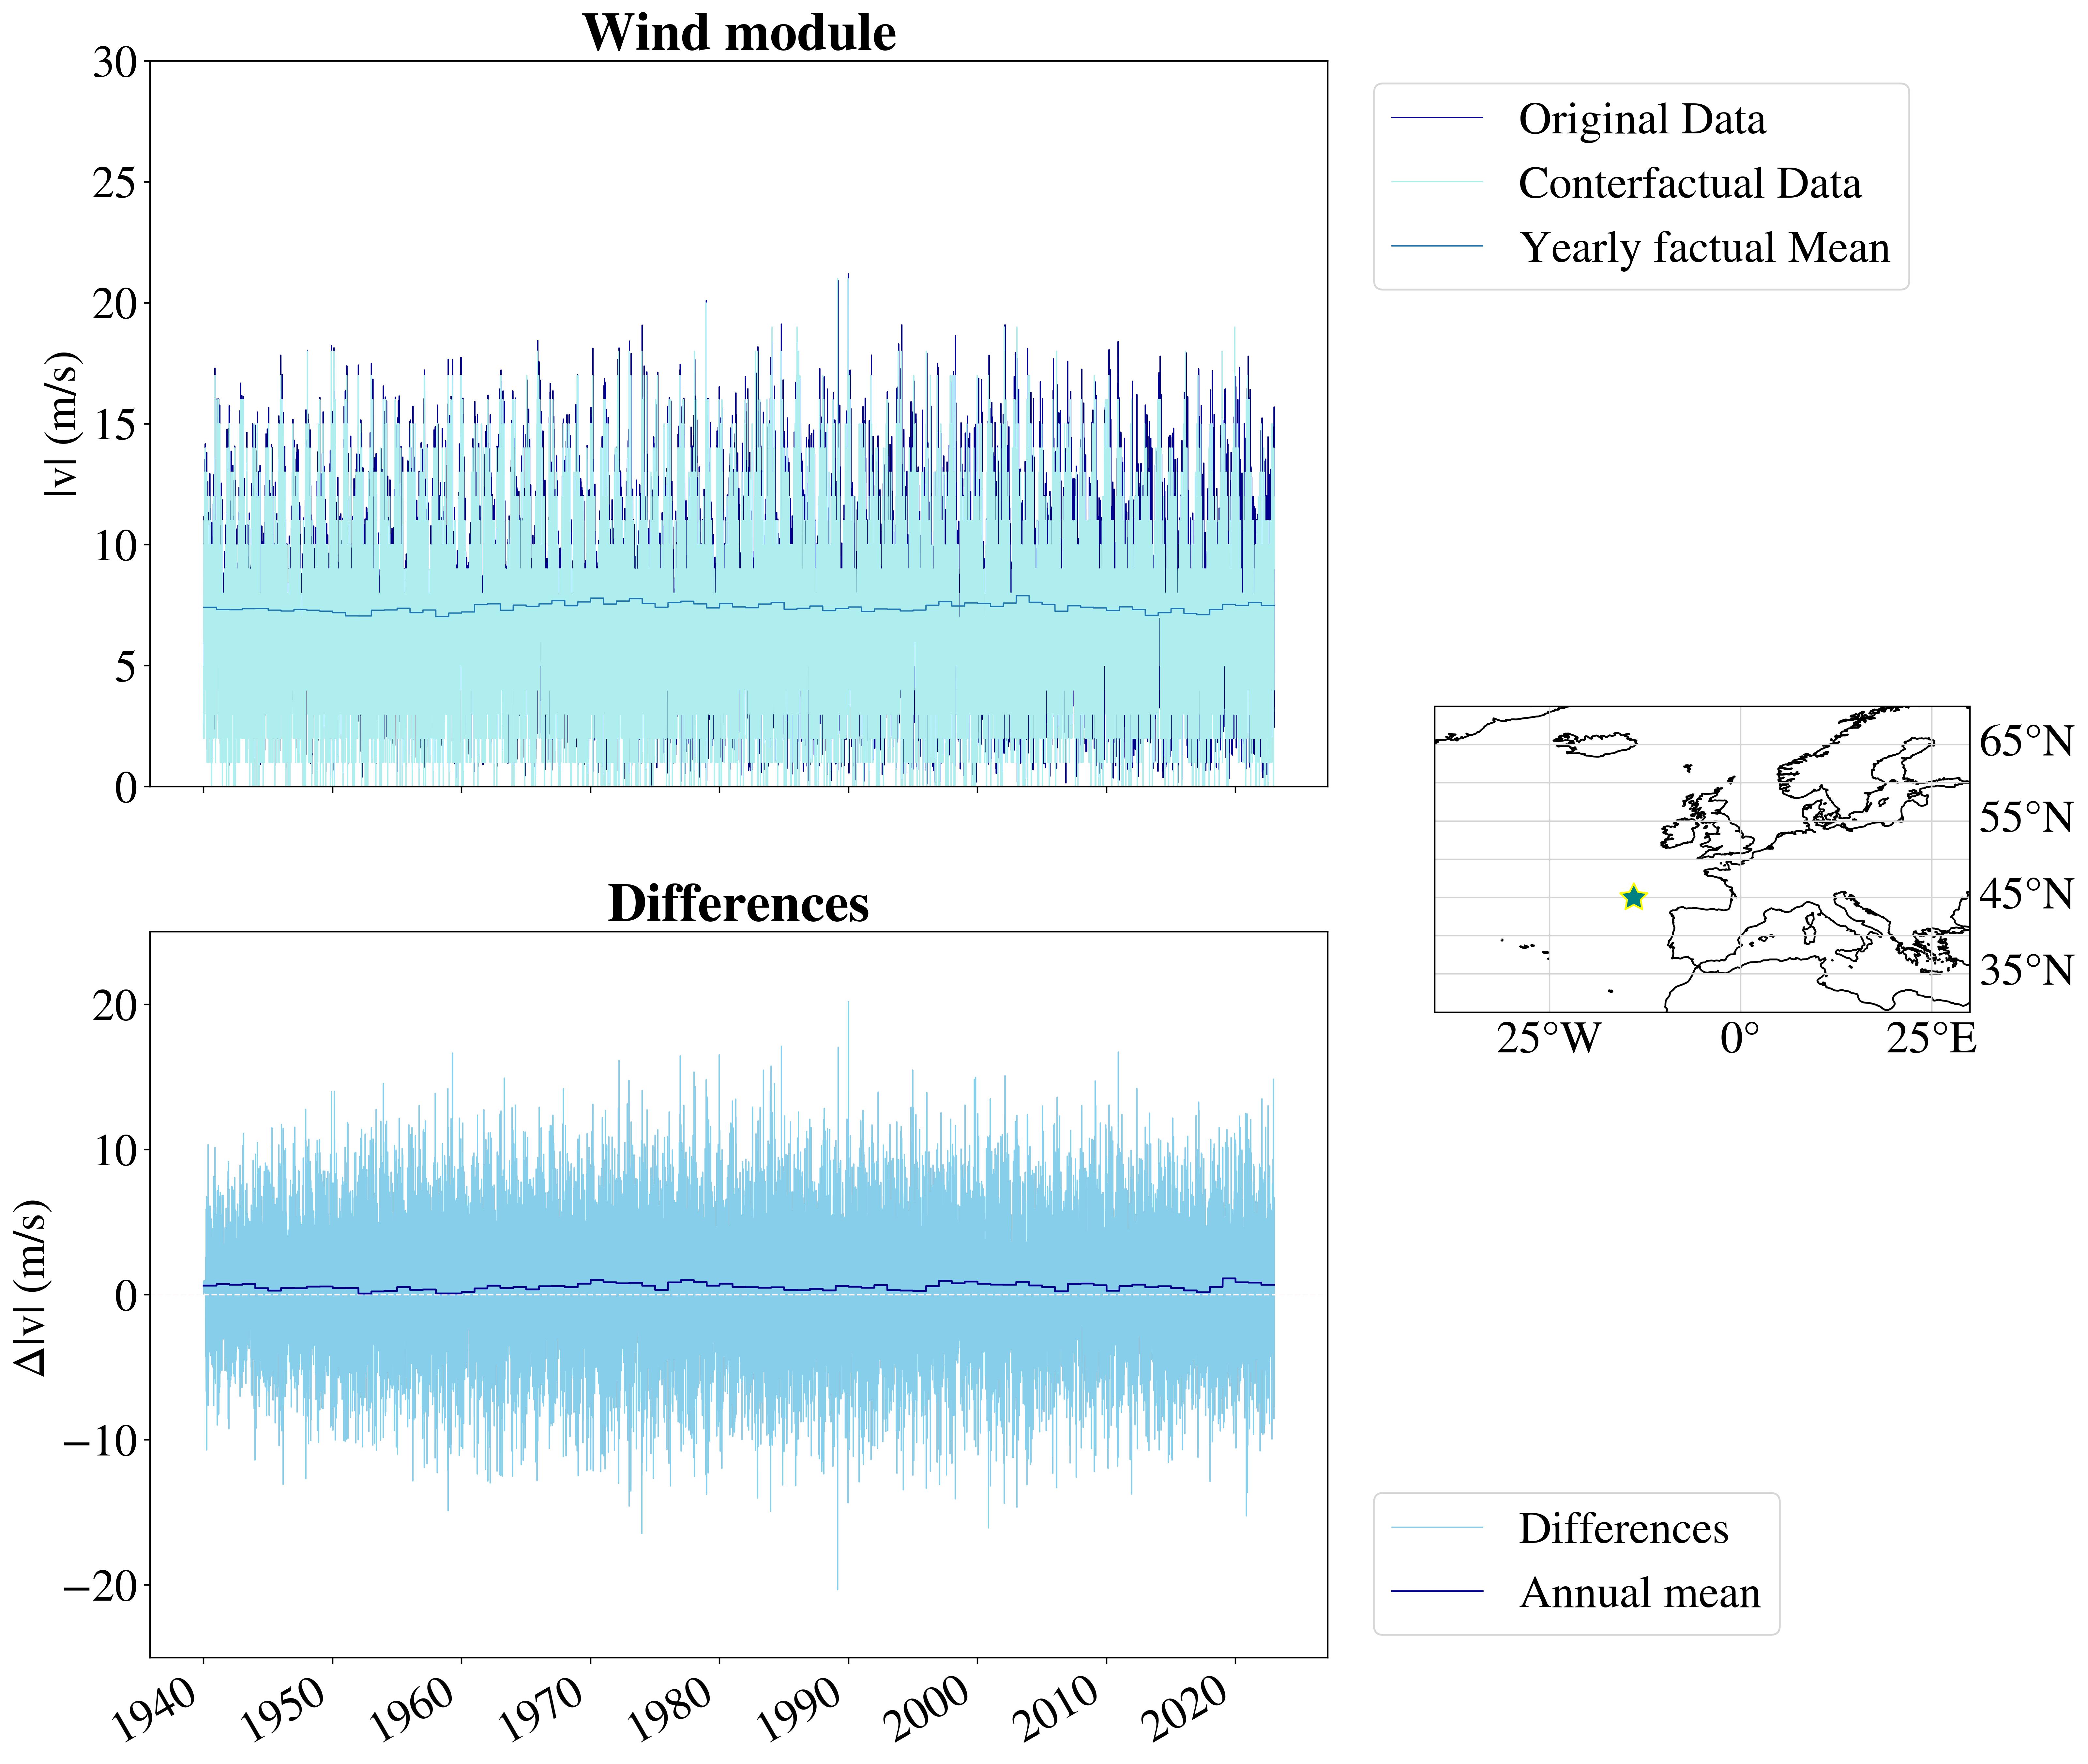 Wind module
30
25
20
15
10
5
0
|v| (m/s)
Original Data
Conterfactual Data
Yearly factual Mean
65°N
55°N
45°N
35°N
25°W 0° 25°E
Differences
20
10
0
−10
−20
Δ|v| (m/s)
1940 1950 1960 1970 1980 1990 2000 2010 2020
Differences
Annual mean